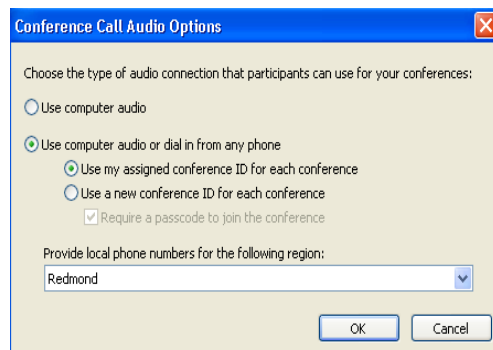 Conference Call Audio Options
Choose the type of audio connection that participants can use for your conferences:
Use computer audio
Use computer audio or dial in from any phone
Use my assigned conference ID for each conference
Use a new conference ID for each conference
Require a passcode to join the conference
Provide local phone numbers for the following region:
Redmond
OK Cancel